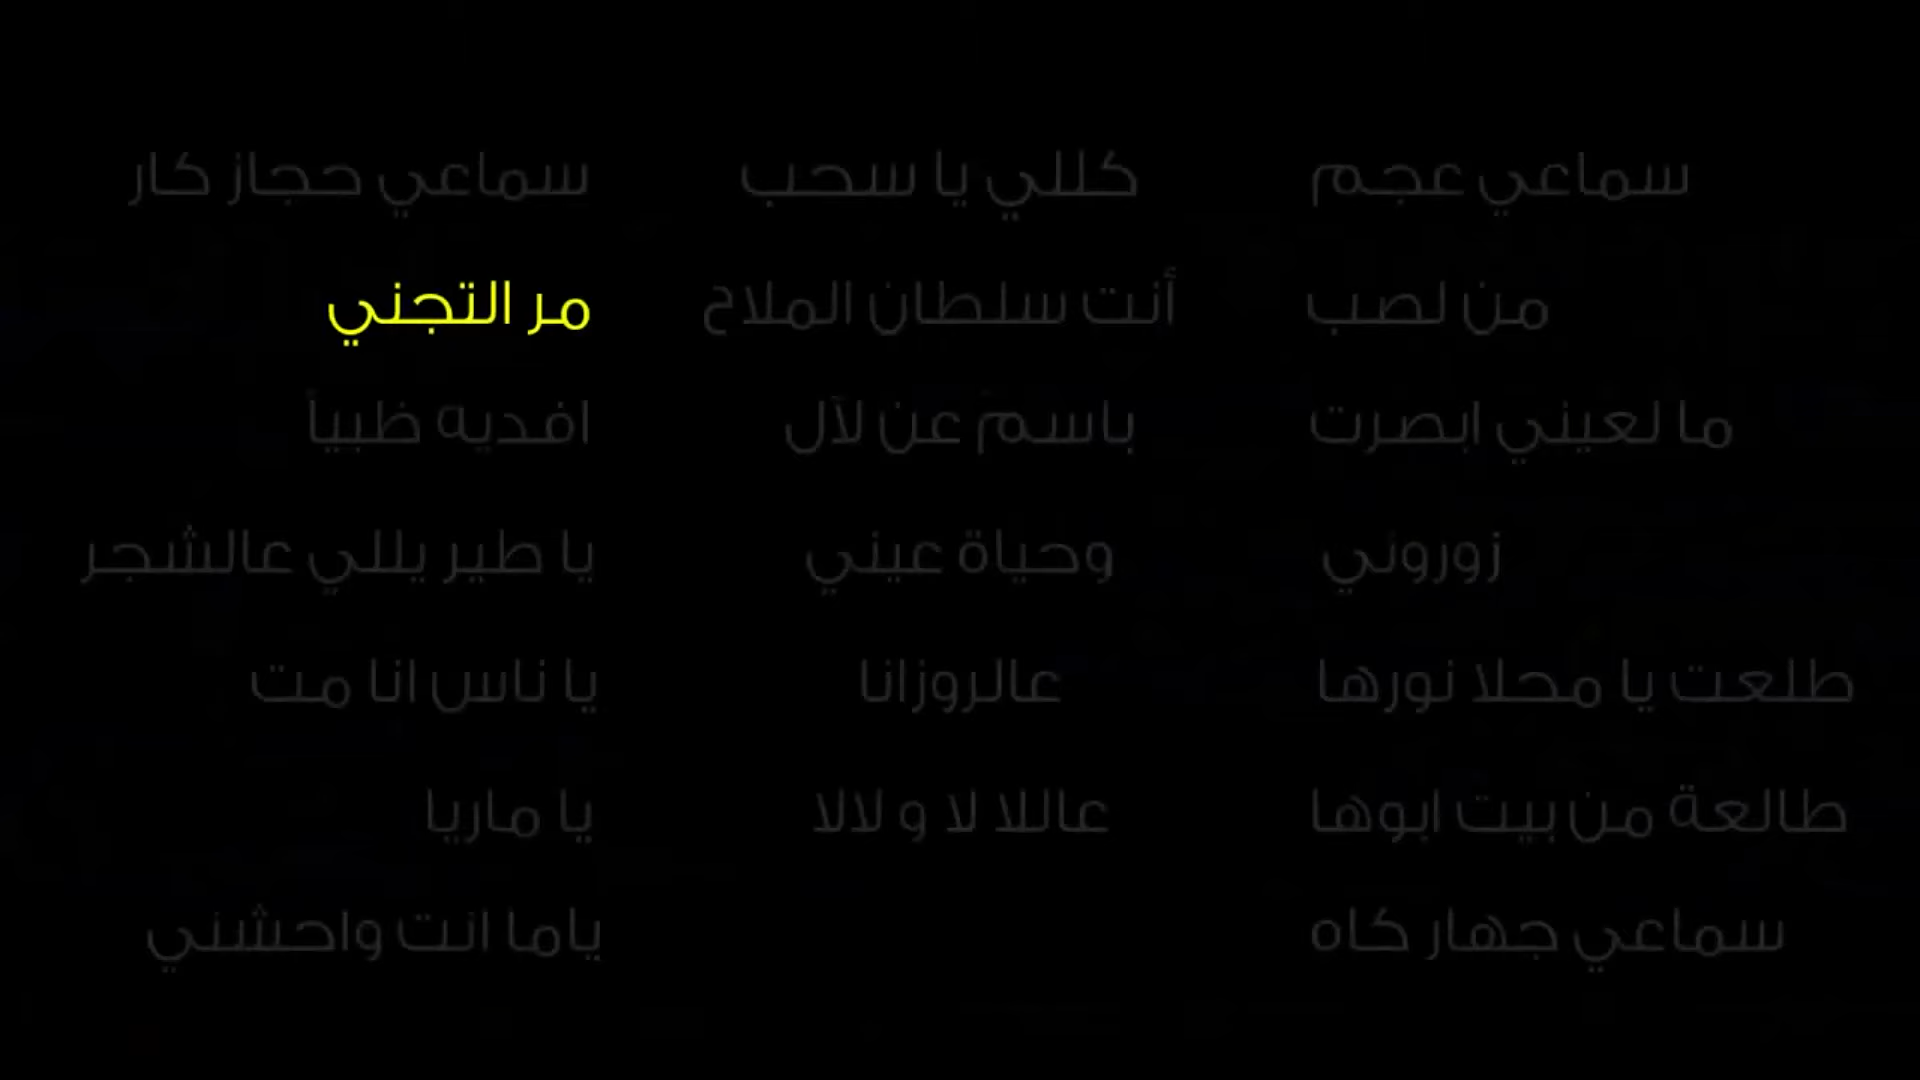 سماعي عجم
من لصب
ما لعيني ابصرت
زوروني
طلعت يا محلا نورها
طالعة من بيت ابوها
سماعي جهار كاه
كللي يا سحب
أنت سلطان الملاح
باسمٌ عن لآل
وحياة عيني
عالروزانا
عاللا لا و لالا
سماعي حجاز كار
مر التجني
افديه ظبياً
يا طير يللي عالشجر
يا ناس انا مت
يا ماريا
ياما انت واحشني